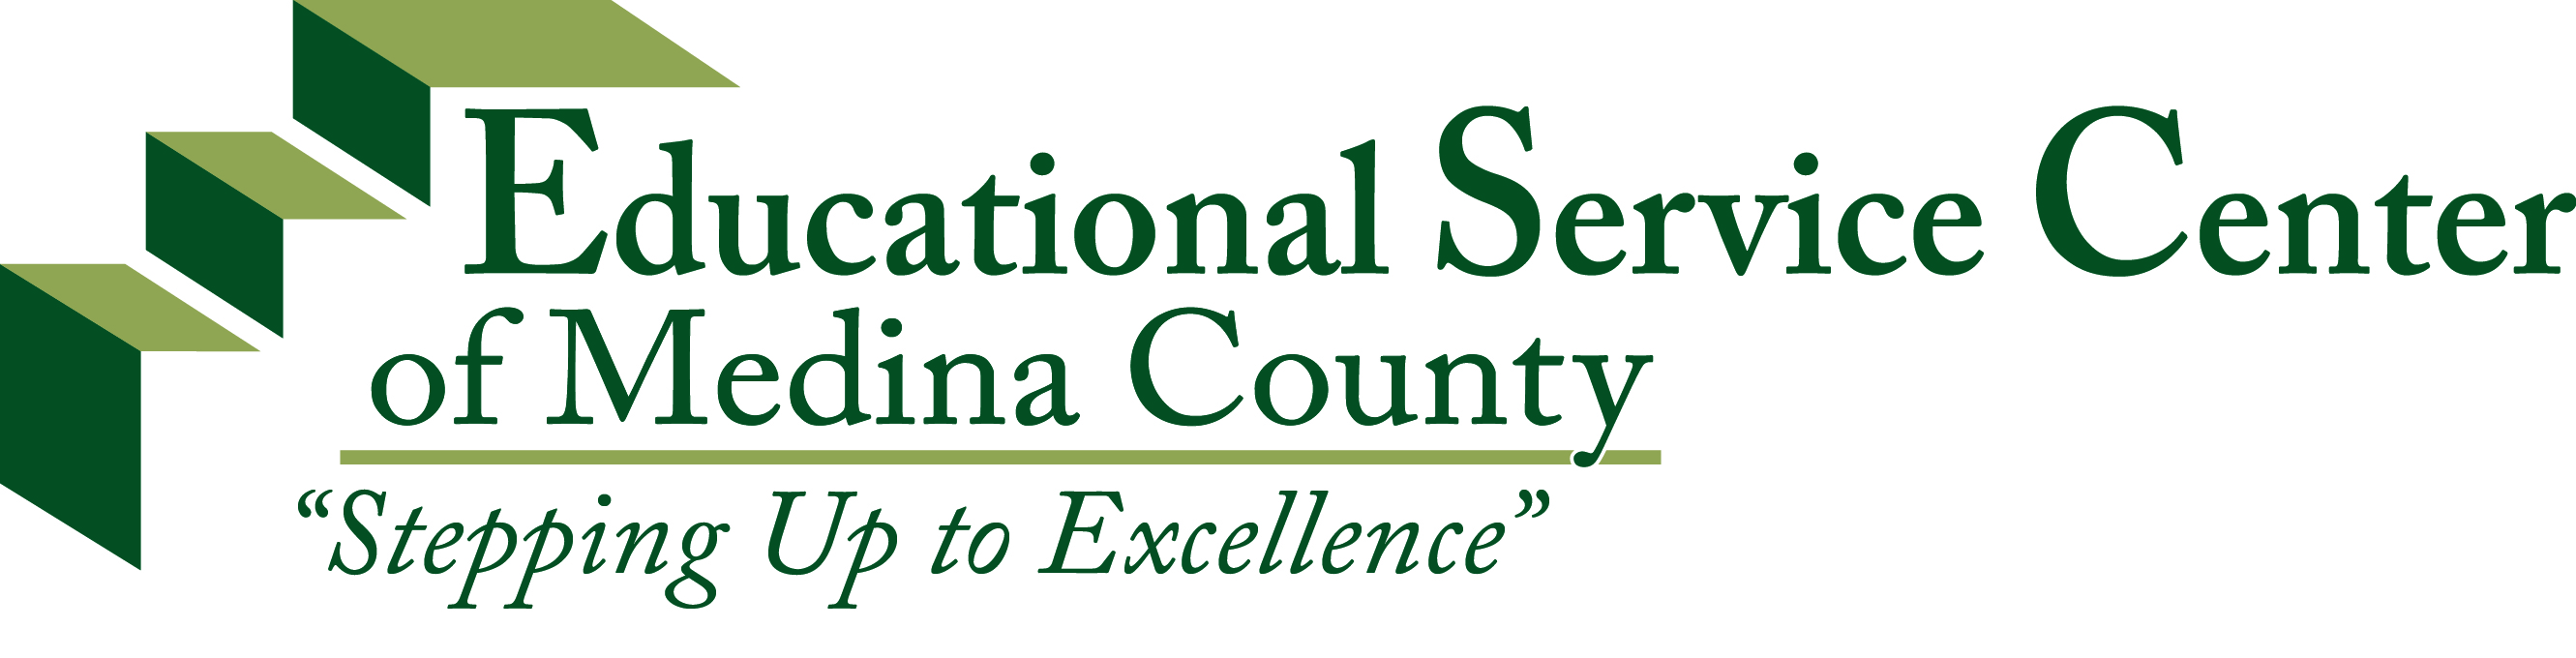 Educational Service Center
of Medina County
“Stepping Up to Excellence”